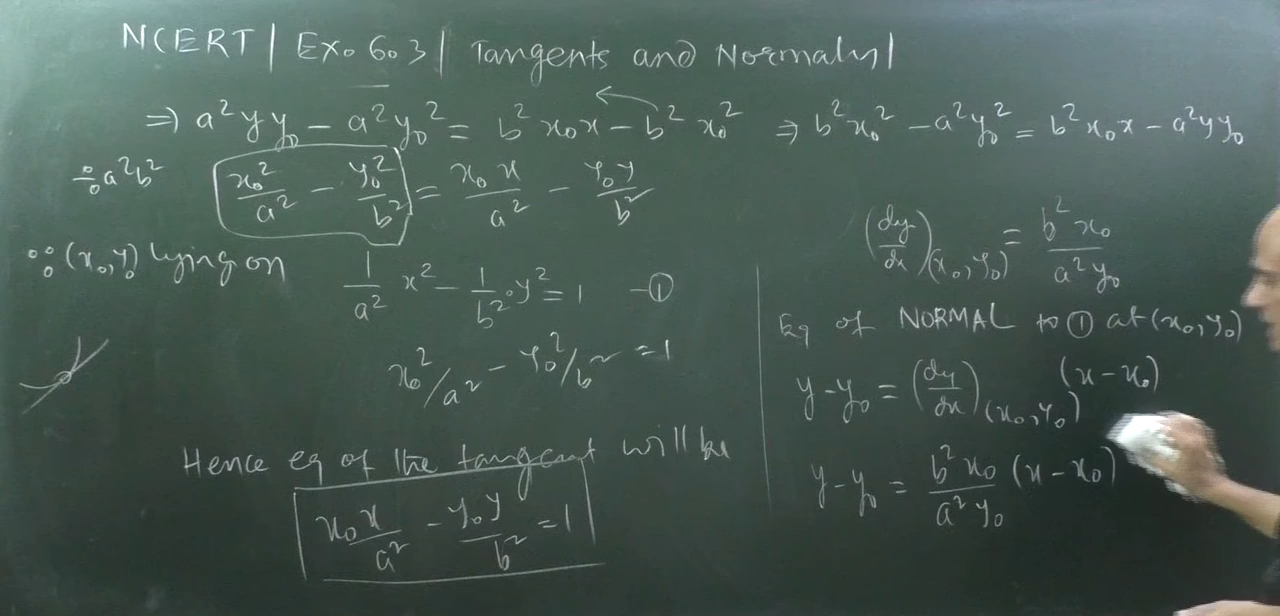 NCERT | Ex. 6.3 | Tangents and Normals |
⇒ a²yy₀ − a²y₀² = b²x₀x − b²x₀² ⇒ b²x₀² − a²y₀² = b²x₀x − a²yy₀
÷ a²b² x₀²/a² − y₀²/b² = x₀x/a² − y₀y/b²
∵ (x₀,y₀) lying on 1/a² x² − 1/b² · y² = 1 — ①
x₀²/a² − y₀²/b² = 1
Hence eq of the tangent will be
x₀x/a² − y₀y/b² = 1
(dy/dx)(x₀,y₀) = b²x₀/a²y₀
Eq of NORMAL to ① at (x₀,y₀)
y−y₀ = (dy/dx)(x₀,y₀) (x−x₀)
y−y₀ = b²x₀/a²y₀ (x−x₀)